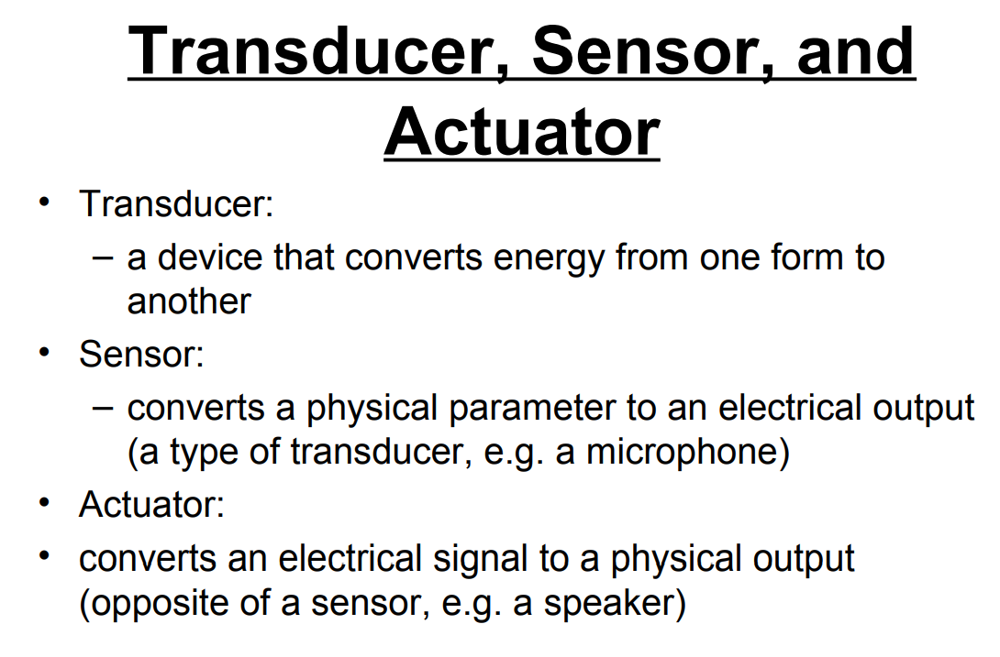 Transducer, Sensor, and
Actuator
• Transducer:
– a device that converts energy from one form to
another
• Sensor:
– converts a physical parameter to an electrical output
(a type of transducer, e.g. a microphone)
• Actuator:
• converts an electrical signal to a physical output
(opposite of a sensor, e.g. a speaker)